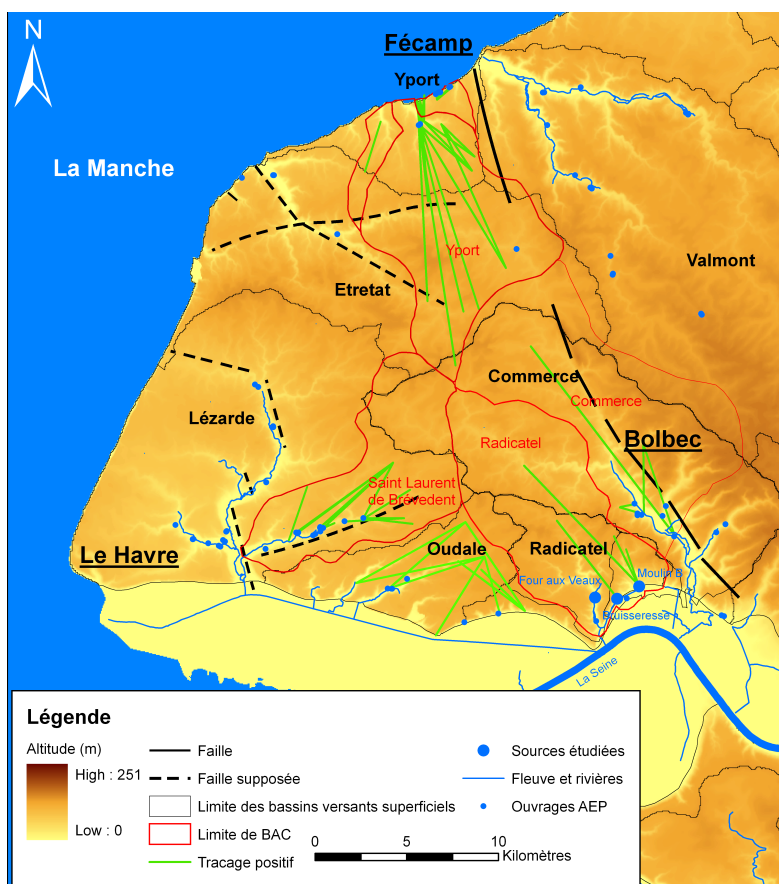 N
Fécamp
Yport
La Manche
Yport
Valmont
Etretat
Commerce
Commerce
Lézarde
Radicatel
Bolbec
Saint Laurent
de Brévedent
Le Havre
Oudale
Radicatel
Four aux Veaux
Moulin B
Buisseresse
La Seine
Légende
Altitude (m)
High : 251
Low : 0
Faille
Faille supposée
Limite des bassins versants superficiels
Limite de BAC
Tracage positif
Sources étudiées
Fleuve et rivières
Ouvrages AEP
0 5 10
Kilomètres